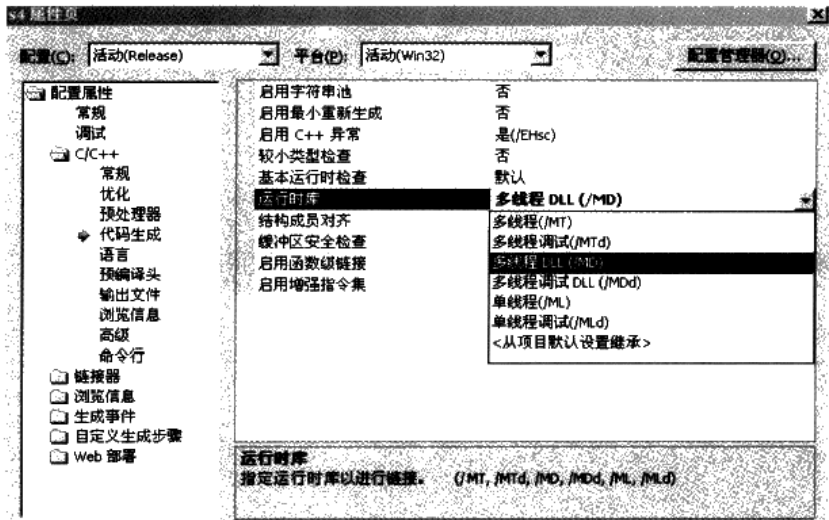 s4 属性页
配置(C): 活动(Release) 平台(P): 活动(Win32) 配置管理器(O)...
配置属性
常规
调试
C/C++
常规
优化
预处理器
代码生成
语言
预编译头
输出文件
浏览信息
高级
命令行
链接器
浏览信息
生成事件
自定义生成步骤
Web 部署
启用字符串池 否
启用最小重新生成 否
启用 C++ 异常 是(/EHsc)
较小类型检查 否
基本运行时检查 默认
运行时库 多线程 DLL (/MD)
结构成员对齐
缓冲区安全检查
启用函数级链接
启用增强指令集
多线程(/MT)
多线程调试(/MTd)
多线程 DLL (/MD)
多线程调试 DLL (/MDd)
单线程(/ML)
单线程调试(/MLd)
<从项目默认设置继承>
运行时库
指定运行时库以进行链接。 (/MT, /MTd, /MD, /MDd, /ML, /MLd)